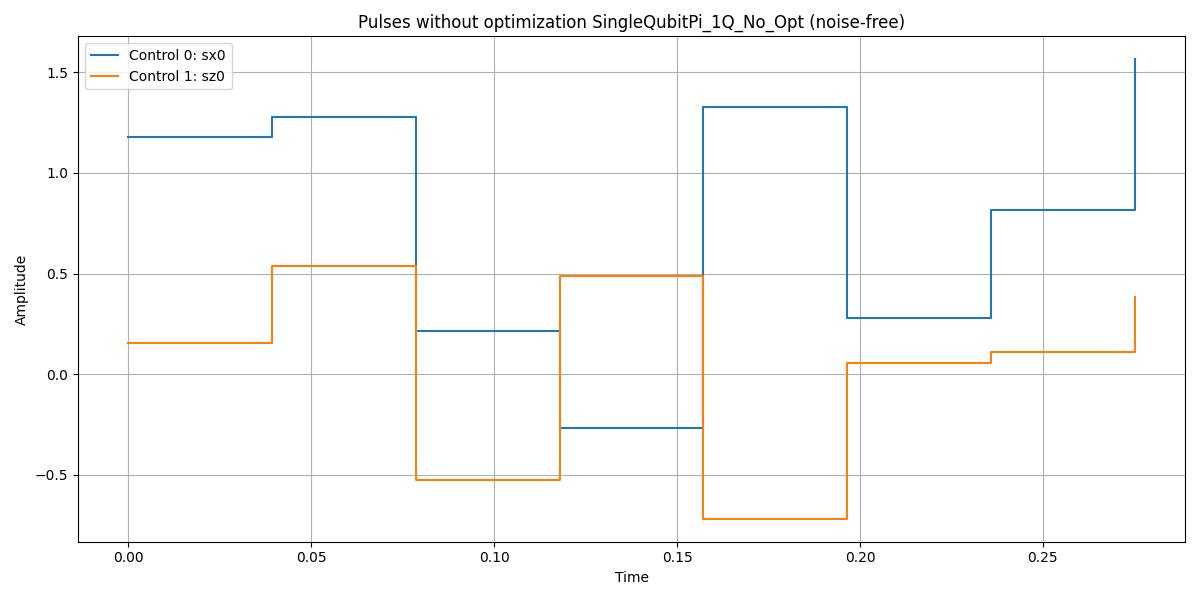 Pulses without optimization SingleQubitPi_1Q_No_Opt (noise-free)
Control 0: sx0
Control 1: sz0
1.5
1.0
0.5
0.0
−0.5
Amplitude
0.00 0.05 0.10 0.15 0.20 0.25
Time